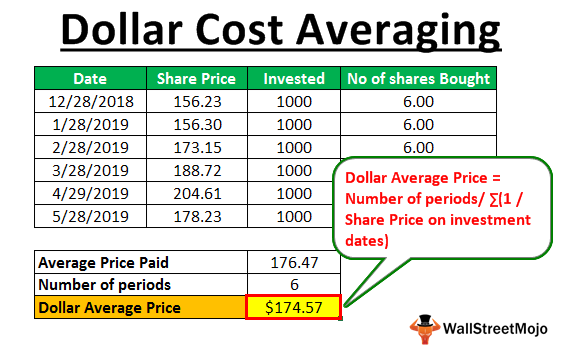 Dollar Cost Averaging
Date Share Price Invested No of shares Bought
12/28/2018 156.23 1000 6.00
1/28/2019 156.30 1000 6.00
2/28/2019 173.15 1000 6.00
3/28/2019 188.72 1000
4/29/2019 204.61 1000
5/28/2019 178.23 1000
Dollar Average Price =
Number of periods/ ∑(1 /
Share Price on investment
dates)
Average Price Paid 176.47
Number of periods 6
Dollar Average Price $174.57
WallStreetMojo